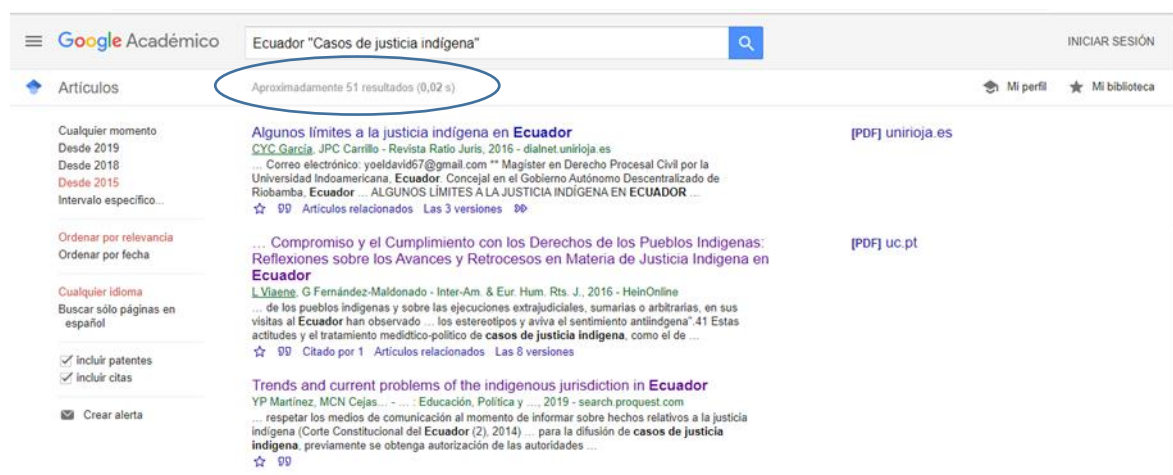 Google Académico
Ecuador "Casos de justicia indígena"
INICIAR SESIÓN
Artículos
Aproximadamente 51 resultados (0,02 s)
Mi perfil
Mi biblioteca
Cualquier momento
Desde 2019
Desde 2018
Desde 2015
Intervalo específico...
Ordenar por relevancia
Ordenar por fecha
Cualquier idioma
Buscar sólo páginas en
español
incluir patentes
incluir citas
Crear alerta
Algunos límites a la justicia indígena en Ecuador
CYC García, JPC Carrillo - Revista Ratio Juris, 2016 - dialnet.unirioja.es
... Correo electrónico: yoeldavid67@gmail.com ** Magíster en Derecho Procesal Civil por la
Universidad Indoamericana, Ecuador. Concejal en el Gobierno Autónomo Descentralizado de
Riobamba, Ecuador ... ALGUNOS LÍMITES A LA JUSTICIA INDÍGENA EN ECUADOR ...
Artículos relacionados Las 3 versiones
[PDF] unirioja.es
... Compromiso y el Cumplimiento con los Derechos de los Pueblos Indigenas:
Reflexiones sobre los Avances y Retrocesos en Materia de Justicia Indigena en
Ecuador
L Viaene, G Fernández-Maldonado - Inter-Am. & Eur. Hum. Rts. J., 2016 - HeinOnline
... de los pueblos indigenas y sobre las ejecuciones extrajudiciales, sumarias o arbitrarias, en sus
visitas al Ecuador han observado ... los estereotipos y aviva el sentimiento antiindgena".41 Estas
actitudes y el tratamiento medidtico-politico de casos de justicia indigena, como el de ...
Citado por 1 Artículos relacionados Las 8 versiones
[PDF] uc.pt
Trends and current problems of the indigenous jurisdiction in Ecuador
YP Martínez, MCN Cejas... - ... : Educación, Política y ..., 2019 - search.proquest.com
... respetar los medios de comunicación al momento de informar sobre hechos relativos a la justicia
indígena (Corte Constitucional del Ecuador (2), 2014) ... para la difusión de casos de justicia
indígena, previamente se obtenga autorización de las autoridades ...